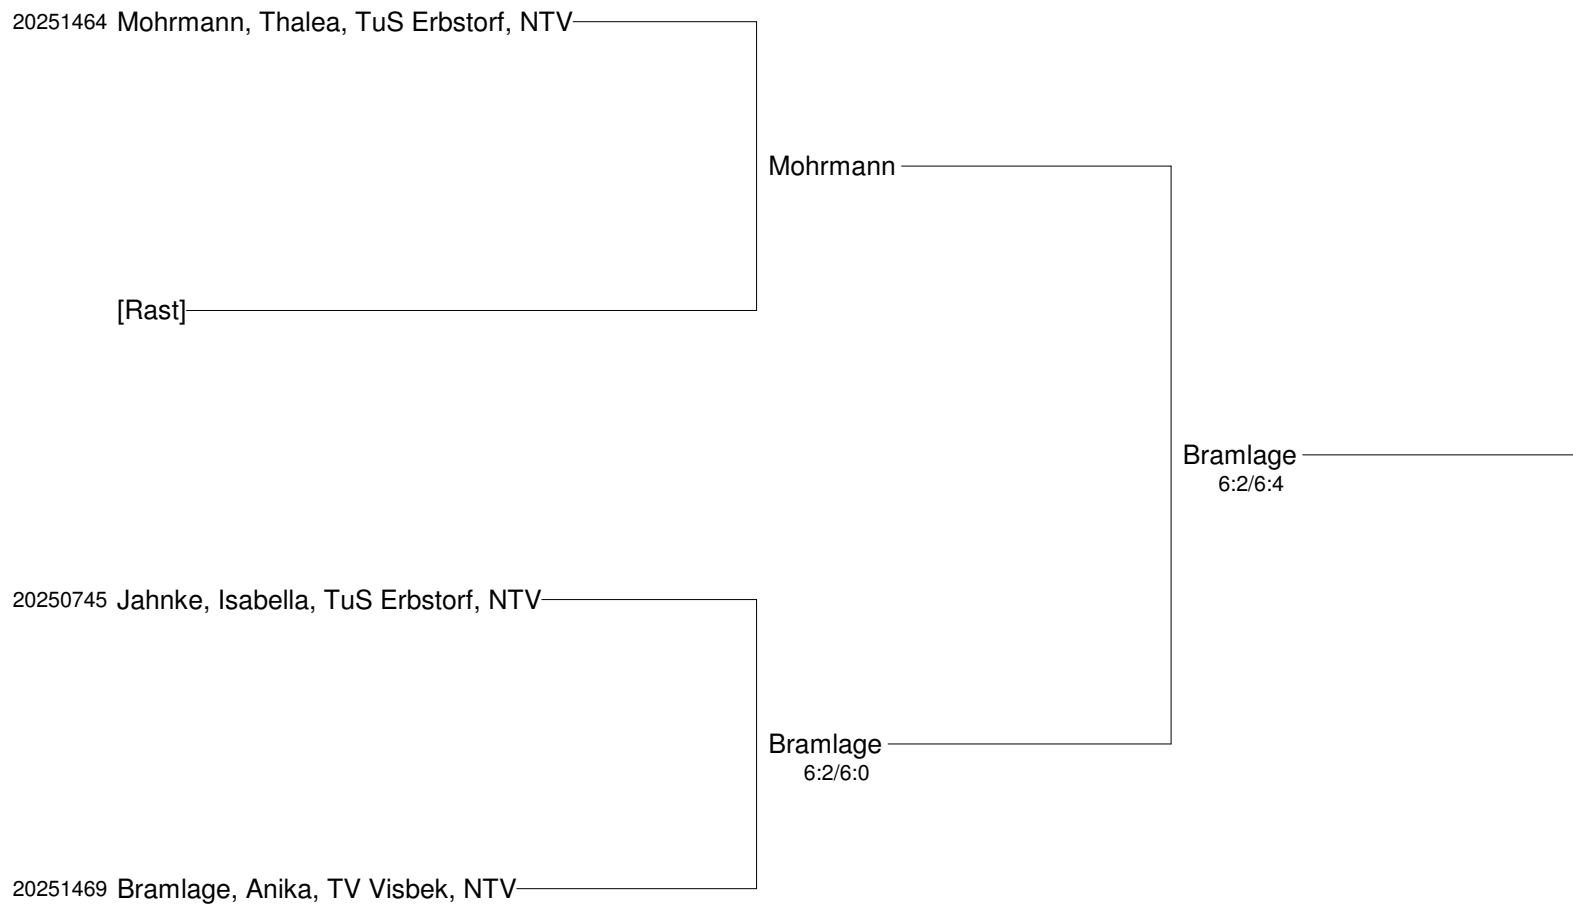 20251464 Mohrmann, Thalea, TuS Erbstorf, NTV
Mohrmann
[Rast]
Bramlage
6:2/6:4
20250745 Jahnke, Isabella, TuS Erbstorf, NTV
Bramlage
6:2/6:0
20251469 Bramlage, Anika, TV Visbek, NTV